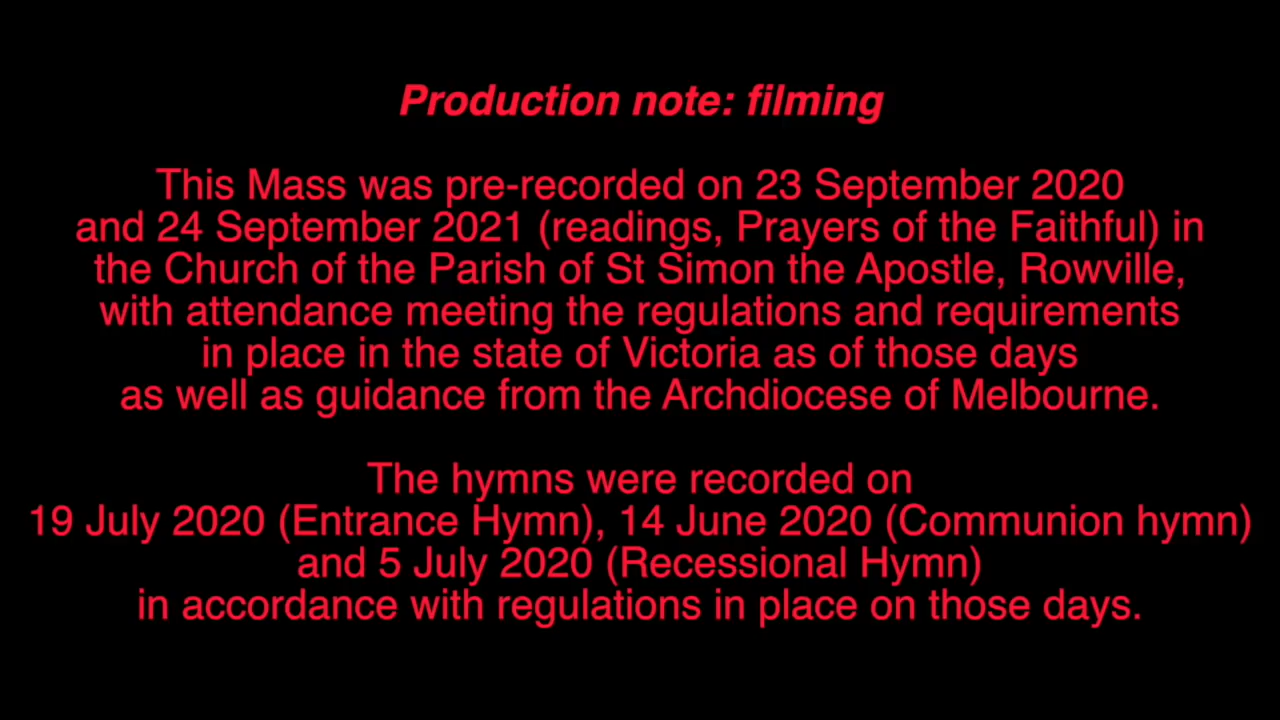 Production note: filming
This Mass was pre-recorded on 23 September 2020
and 24 September 2021 (readings, Prayers of the Faithful) in
the Church of the Parish of St Simon the Apostle, Rowville,
with attendance meeting the regulations and requirements
in place in the state of Victoria as of those days
as well as guidance from the Archdiocese of Melbourne.
The hymns were recorded on
19 July 2020 (Entrance Hymn), 14 June 2020 (Communion hymn)
and 5 July 2020 (Recessional Hymn)
in accordance with regulations in place on those days.